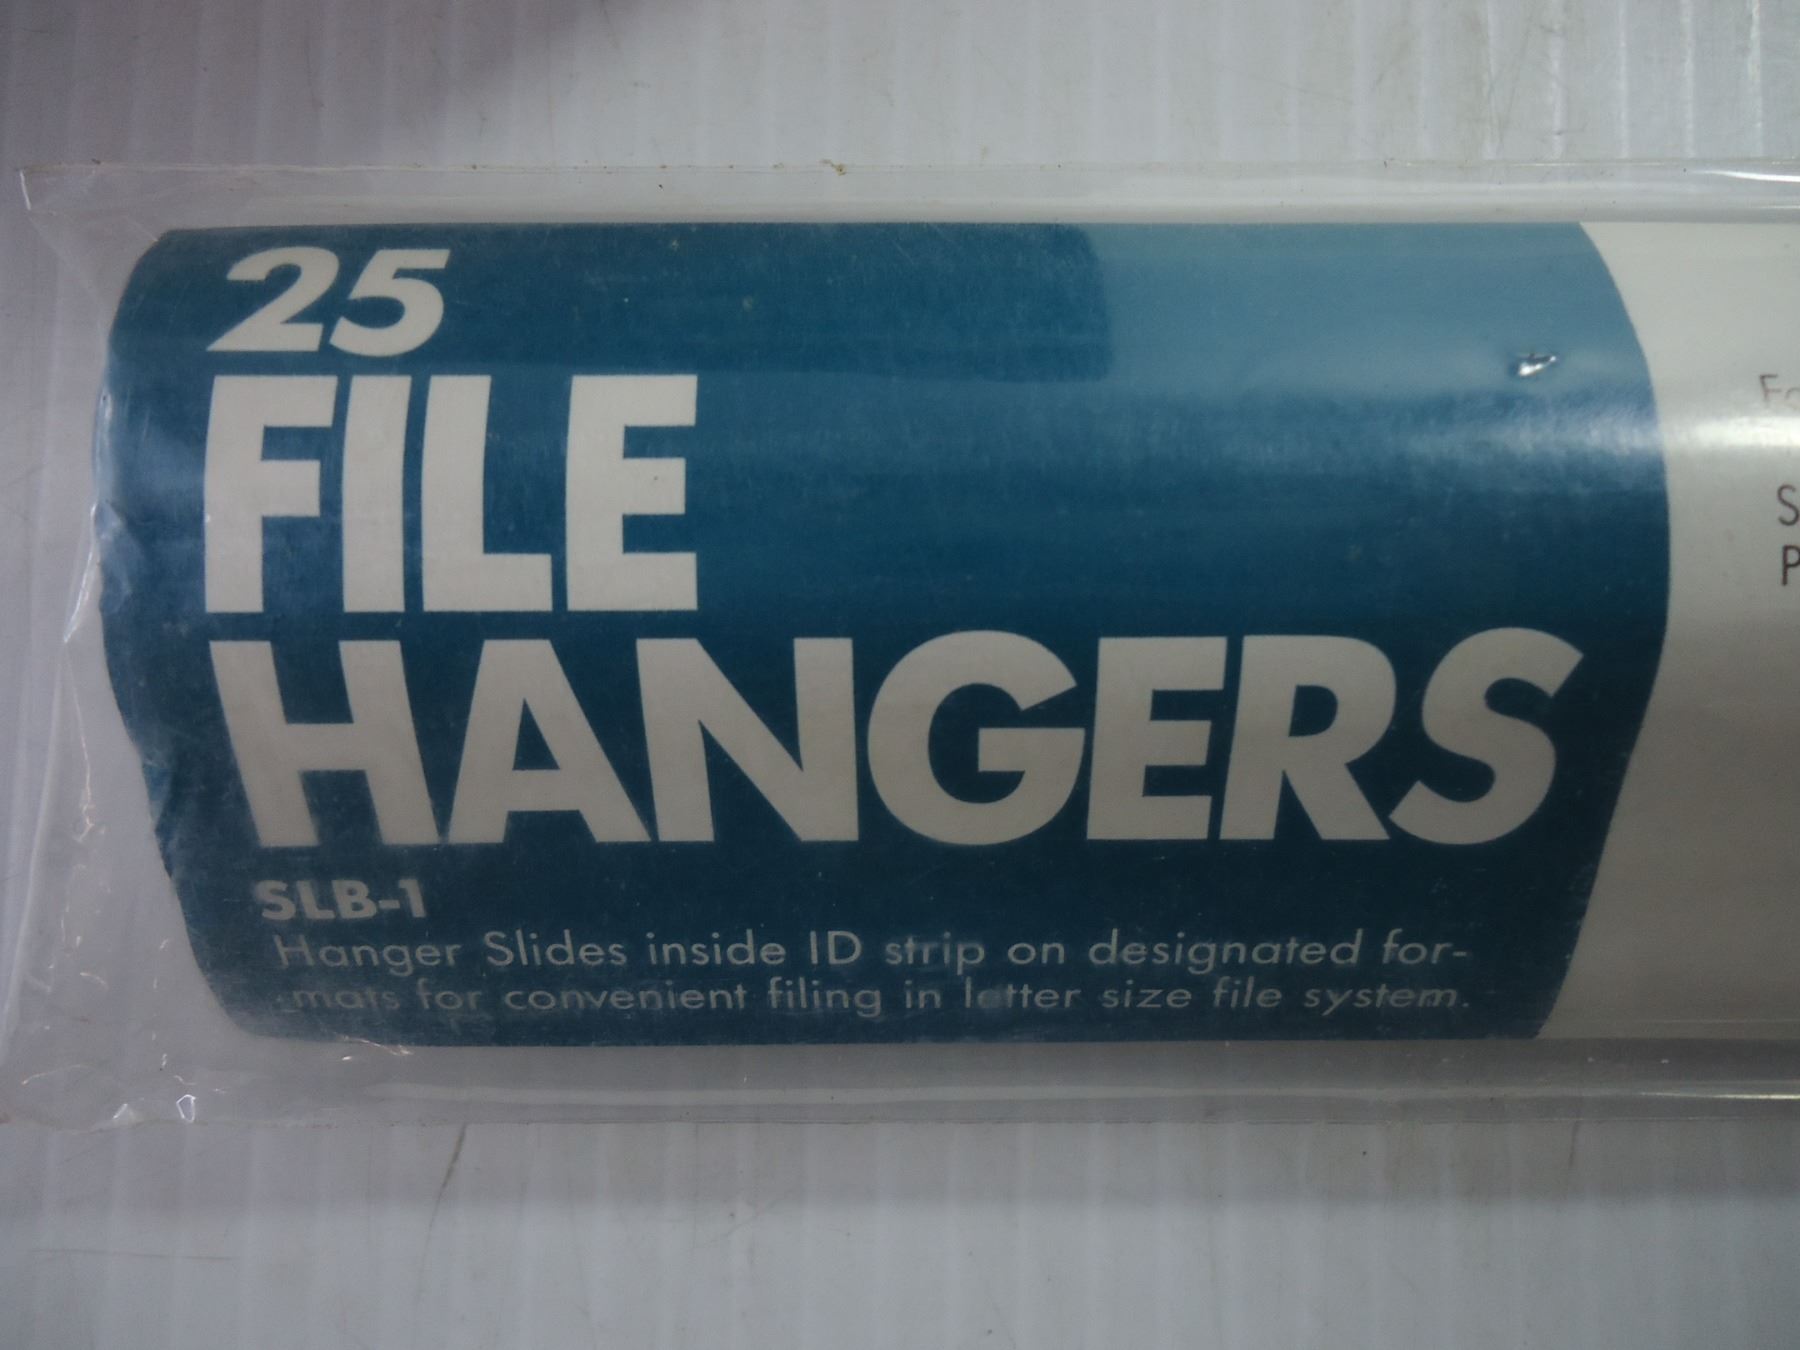 25
FILE
HANGERS
SLB-1
Hanger Slides inside ID strip on designated for-
mats for convenient filing in letter size file system.